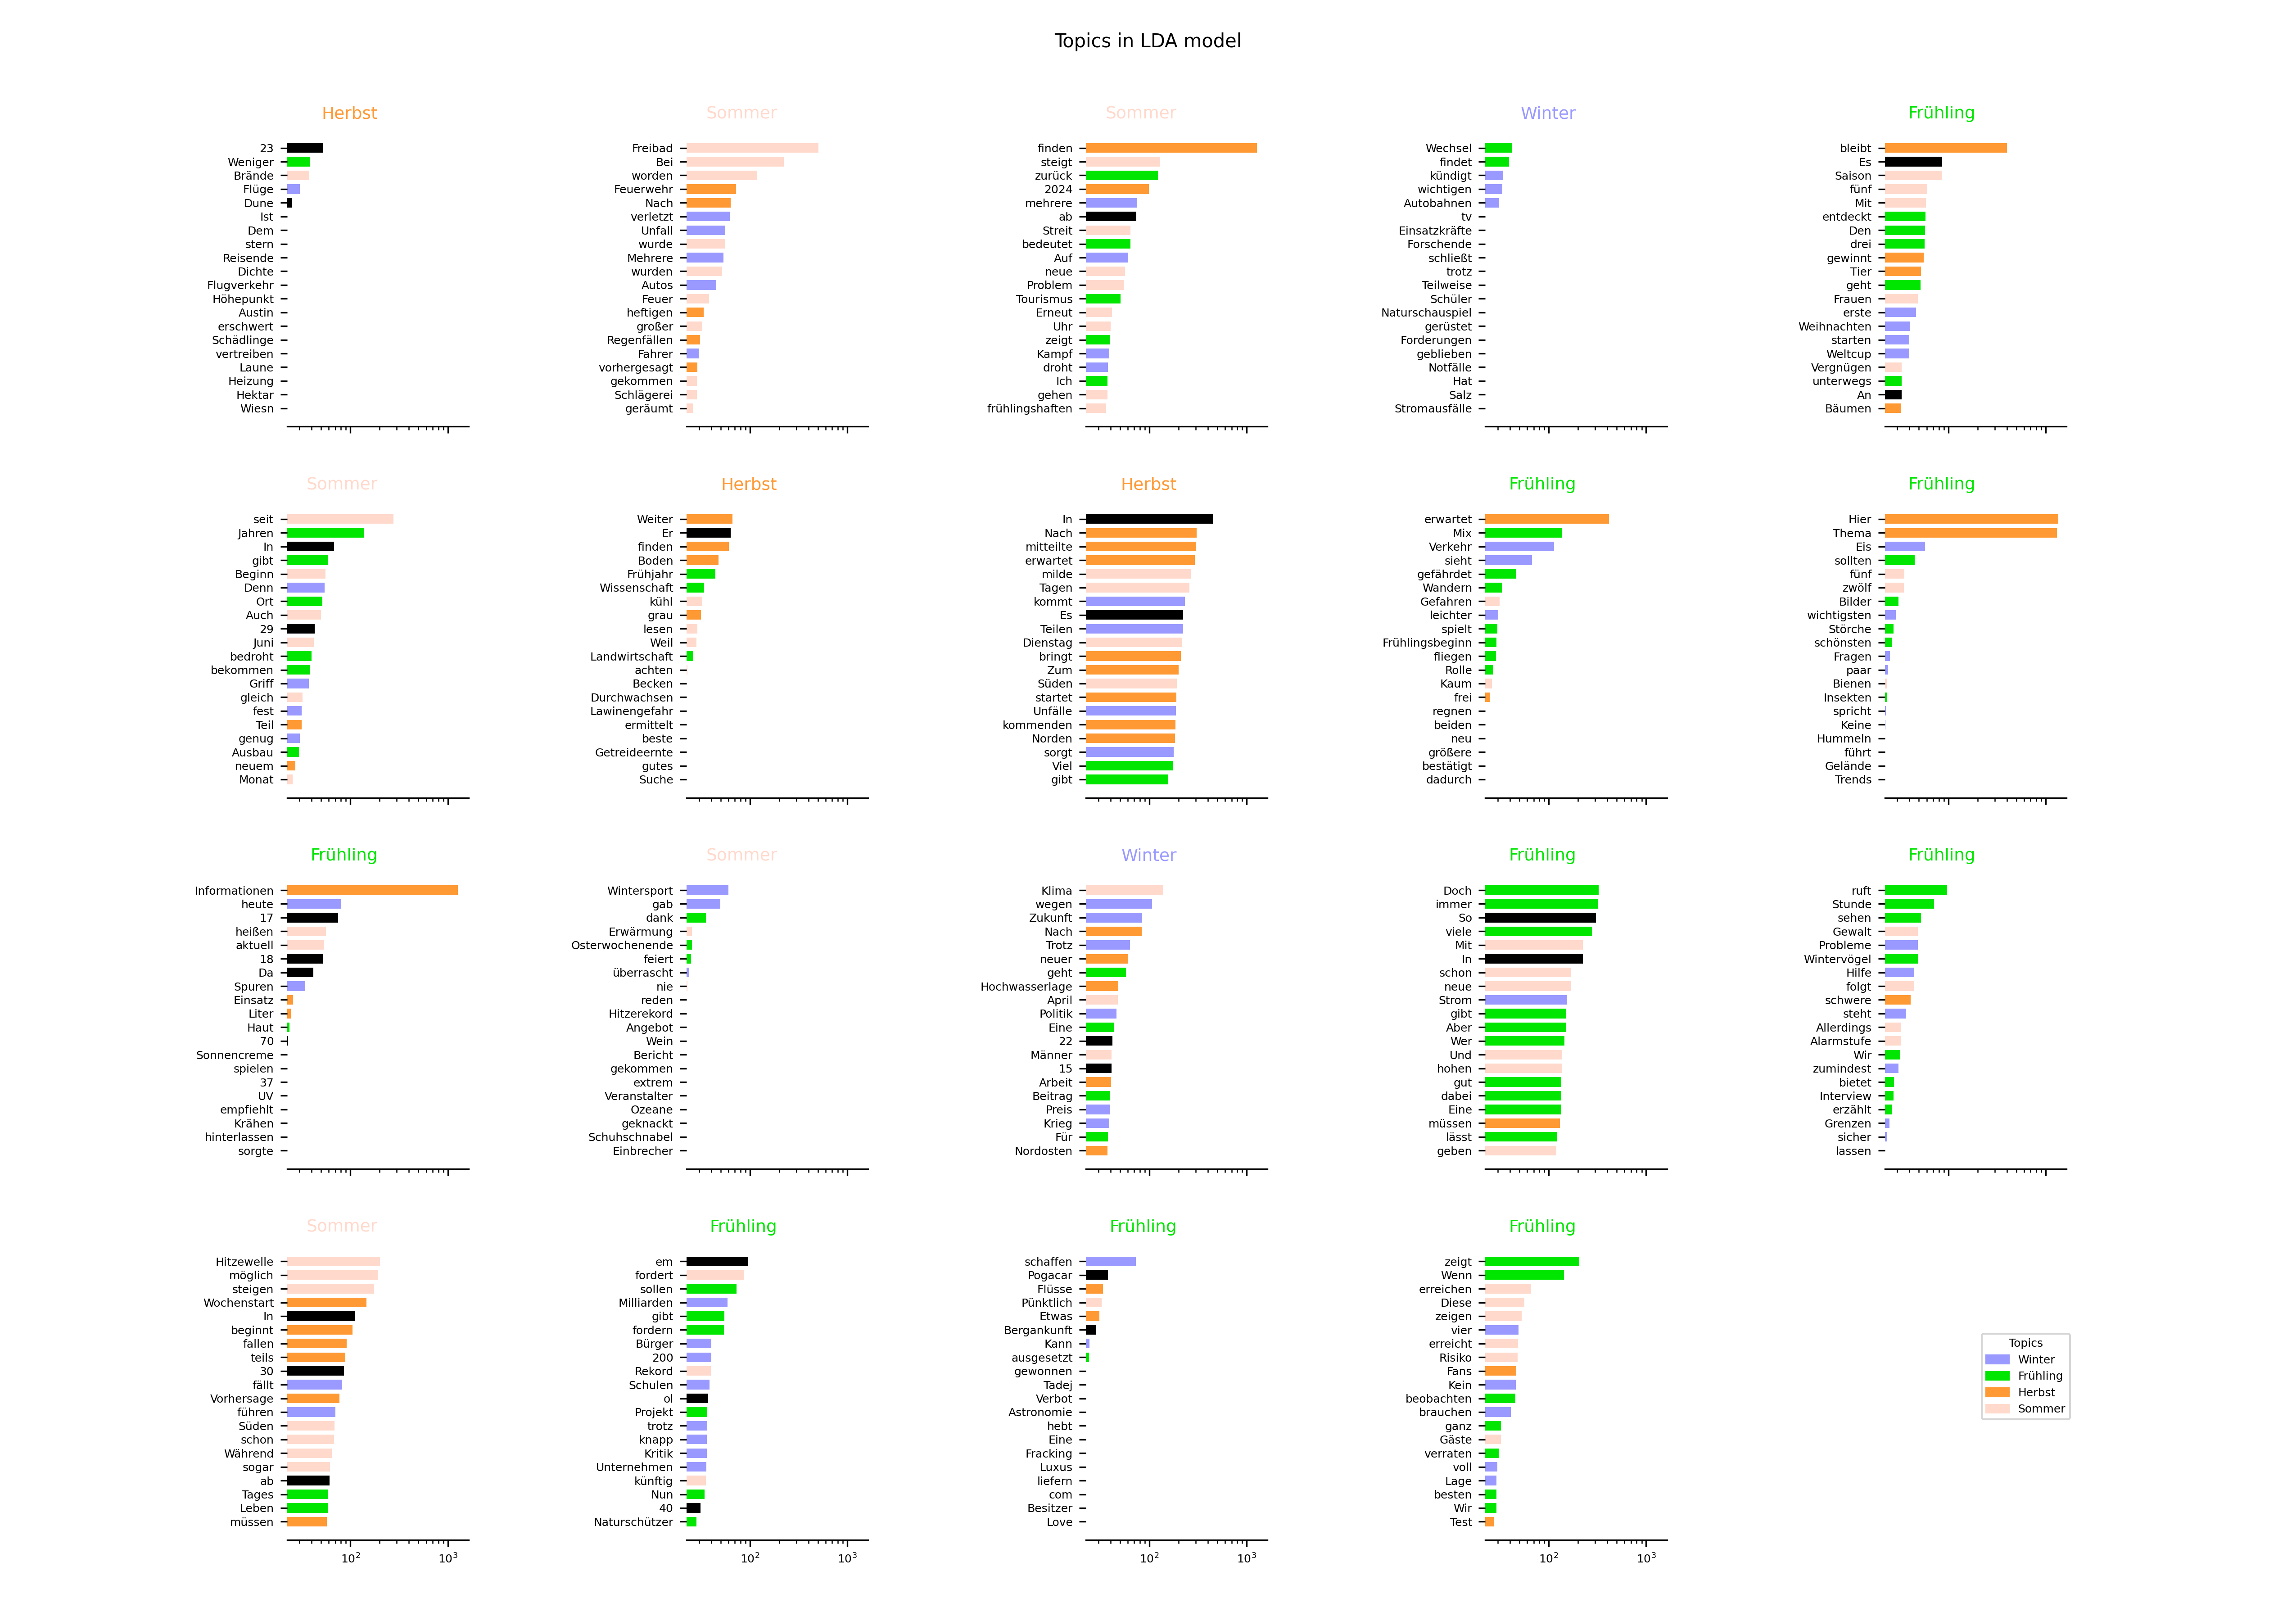 Topics in LDA model
Herbst
23
Weniger
Brände
Flüge
Dune
Ist
Dem
stern
Reisende
Dichte
Flugverkehr
Höhepunkt
Austin
erschwert
Schädlinge
vertreiben
Laune
Heizung
Hektar
Wiesn
Sommer
Freibad
Bei
worden
Feuerwehr
Nach
verletzt
Unfall
wurde
Mehrere
wurden
Autos
Feuer
heftigen
großer
Regenfällen
Fahrer
vorhergesagt
gekommen
Schlägerei
geräumt
Sommer
finden
steigt
zurück
2024
mehrere
ab
Streit
bedeutet
Auf
neue
Problem
Tourismus
Erneut
Uhr
zeigt
Kampf
droht
Ich
gehen
frühlingshaften
Winter
Wechsel
findet
kündigt
wichtigen
Autobahnen
tv
Einsatzkräfte
Forschende
schließt
trotz
Teilweise
Schüler
Naturschauspiel
gerüstet
Forderungen
geblieben
Notfälle
Hat
Salz
Stromausfälle
Frühling
bleibt
Es
Saison
fünf
Mit
entdeckt
Den
drei
gewinnt
Tier
geht
Frauen
erste
Weihnachten
starten
Weltcup
Vergnügen
unterwegs
An
Bäumen
Sommer
seit
Jahren
In
gibt
Beginn
Denn
Ort
Auch
29
Juni
bedroht
bekommen
Griff
gleich
fest
Teil
genug
Ausbau
neuem
Monat
Herbst
Weiter
Er
finden
Boden
Frühjahr
Wissenschaft
kühl
grau
lesen
Weil
Landwirtschaft
achten
Becken
Durchwachsen
Lawinengefahr
ermittelt
beste
Getreideernte
gutes
Suche
Herbst
In
Nach
mitteilte
erwartet
milde
Tagen
kommt
Es
Teilen
Dienstag
bringt
Zum
Süden
startet
Unfälle
kommenden
Norden
sorgt
Viel
gibt
Frühling
erwartet
Mix
Verkehr
sieht
gefährdet
Wandern
Gefahren
leichter
spielt
Frühlingsbeginn
fliegen
Rolle
Kaum
frei
regnen
beiden
neu
größere
bestätigt
dadurch
Frühling
Hier
Thema
Eis
sollten
fünf
zwölf
Bilder
wichtigsten
Störche
schönsten
Fragen
paar
Bienen
Insekten
spricht
Keine
Hummeln
führt
Gelände
Trends
Frühling
Informationen
heute
17
heißen
aktuell
18
Da
Spuren
Einsatz
Liter
Haut
70
Sonnencreme
spielen
37
UV
empfiehlt
Krähen
hinterlassen
sorgte
Sommer
Wintersport
gab
dank
Erwärmung
Osterwochenende
feiert
überrascht
nie
reden
Hitzerekord
Angebot
Wein
Bericht
gekommen
extrem
Veranstalter
Ozeane
geknackt
Schuhschnabel
Einbrecher
Winter
Klima
wegen
Zukunft
Nach
Trotz
neuer
geht
Hochwasserlage
April
Politik
Eine
22
Männer
15
Arbeit
Beitrag
Preis
Krieg
Für
Nordosten
Frühling
Doch
immer
So
viele
Mit
In
schon
neue
Strom
gibt
Aber
Wer
Und
hohen
gut
dabei
Eine
müssen
lässt
geben
Frühling
ruft
Stunde
sehen
Gewalt
Probleme
Wintervögel
Hilfe
folgt
schwere
steht
Allerdings
Alarmstufe
Wir
zumindest
bietet
Interview
erzählt
Grenzen
sicher
lassen
Sommer
Hitzewelle
möglich
steigen
Wochenstart
In
beginnt
fallen
teils
30
fällt
Vorhersage
führen
Süden
schon
Während
sogar
ab
Tages
Leben
müssen
10² 10³
Frühling
em
fordert
sollen
Milliarden
gibt
fordern
Bürger
200
Rekord
Schulen
ol
Projekt
trotz
knapp
Kritik
Unternehmen
künftig
Nun
40
Naturschützer
10² 10³
Frühling
schaffen
Pogacar
Flüsse
Pünktlich
Etwas
Bergankunft
Kann
ausgesetzt
gewonnen
Tadej
Verbot
Astronomie
hebt
Eine
Fracking
Luxus
liefern
com
Besitzer
Love
10² 10³
Frühling
zeigt
Wenn
erreichen
Diese
zeigen
vier
erreicht
Risiko
Fans
Kein
beobachten
brauchen
ganz
Gäste
verraten
voll
Lage
besten
Wir
Test
10² 10³
Topics
Winter
Frühling
Herbst
Sommer